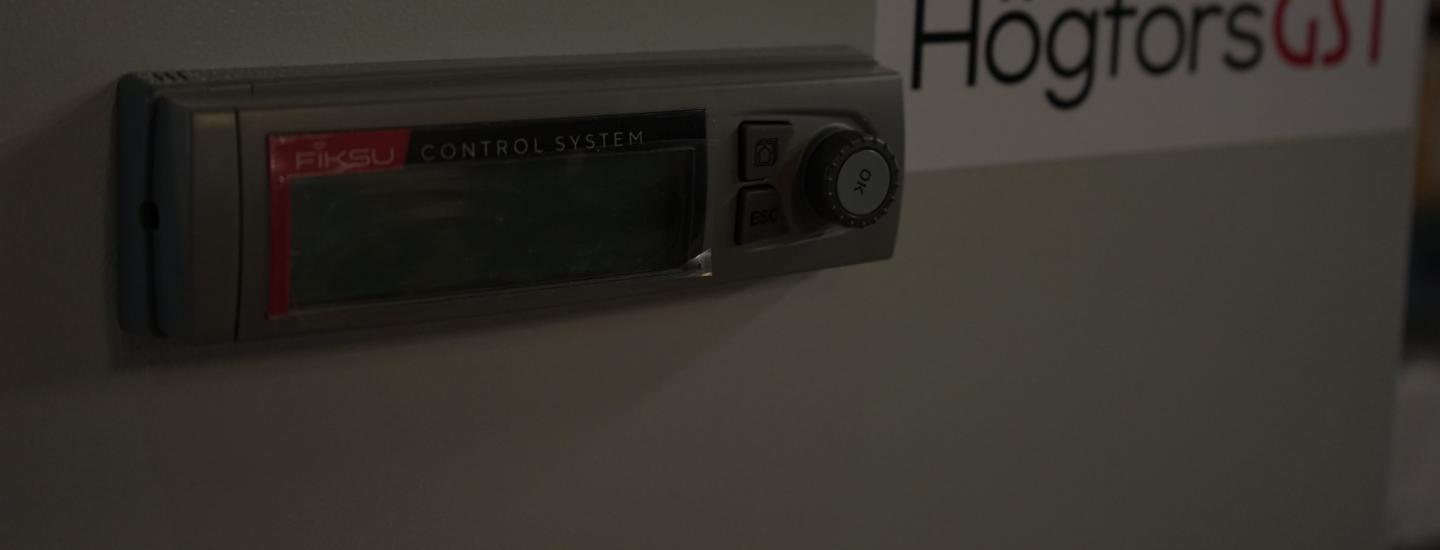 HögforsGST
FIKSU CONTROL SYSTEM
ESC
OK